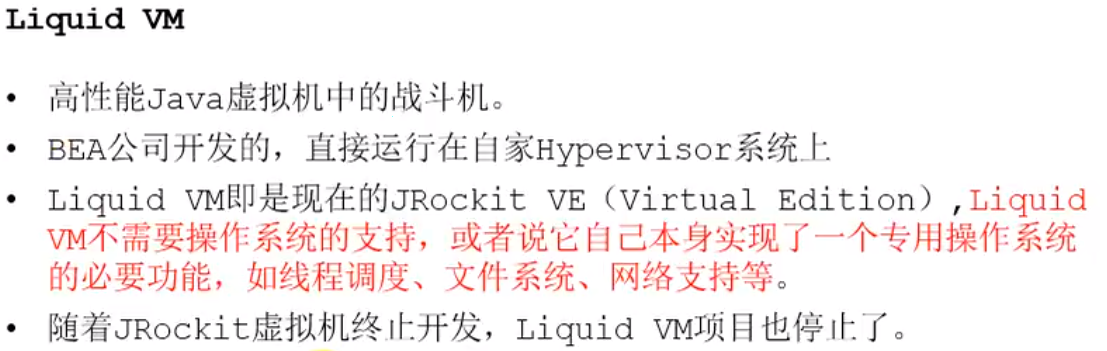 Liquid VM
• 高性能Java虚拟机中的战斗机。
• BEA公司开发的，直接运行在自家Hypervisor系统上
• Liquid VM即是现在的JRockit VE（Virtual Edition）,Liquid
VM不需要操作系统的支持，或者说它自己本身实现了一个专用操作系统
的必要功能，如线程调度、文件系统、网络支持等。
• 随着JRockit虚拟机终止开发，Liquid VM项目也停止了。